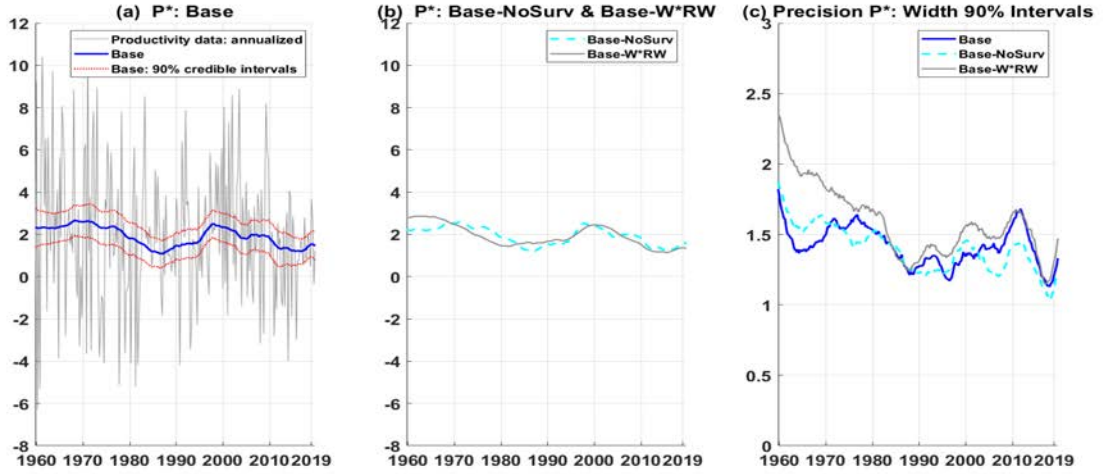 (a) P*: Base
Productivity data: annualized
Base
Base: 90% credible intervals
12
10
8
6
4
2
0
-2
-4
-6
-8
1960 1970 1980 1990 2000 2010 2019
(b) P*: Base-NoSurv & Base-W*RW
Base-NoSurv
Base-W*RW
12
10
8
6
4
2
0
-2
-4
-6
-8
1960 1970 1980 1990 2000 2010 2019
(c) Precision P*: Width 90% Intervals
Base
Base-NoSurv
Base-W*RW
3
2.5
2
1.5
1
0.5
0
1960 1970 1980 1990 2000 2010 2019